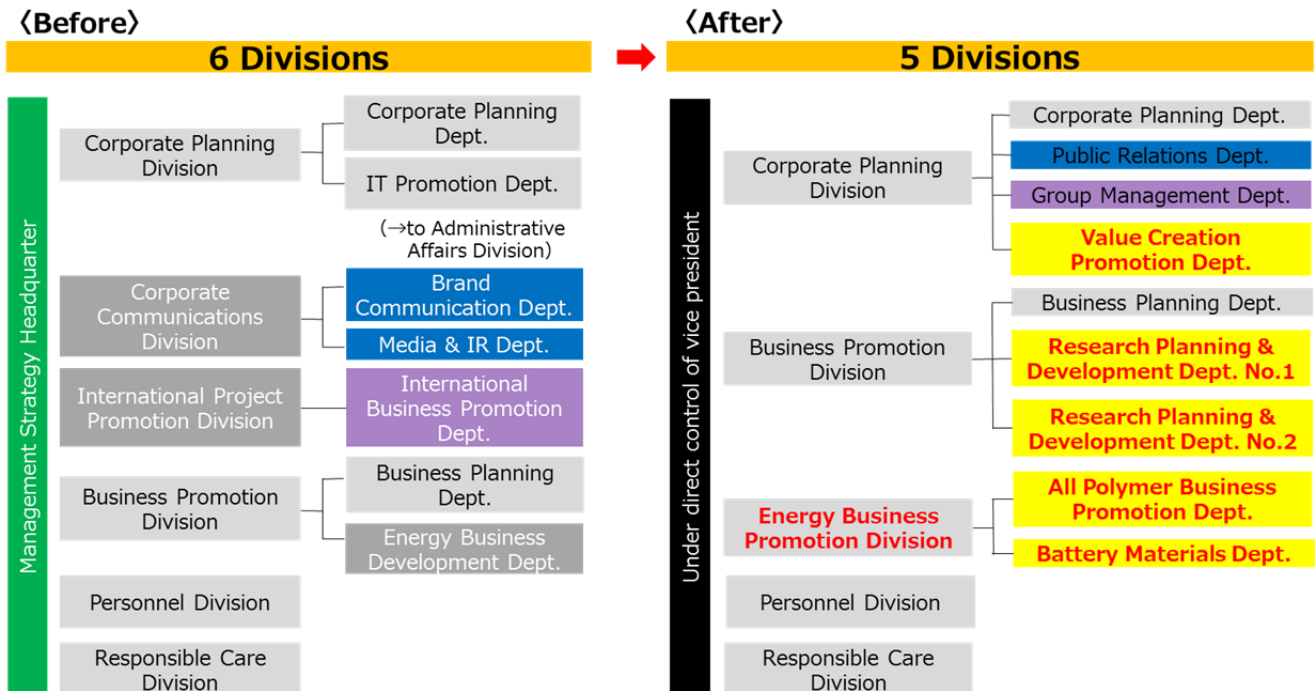 〈Before〉
6 Divisions
Management Strategy Headquarter
Corporate Planning
Division
Corporate Planning
Dept.
IT Promotion Dept.
(→to Administrative
Affairs Division)
Corporate
Communications
Division
Brand
Communication Dept.
Media & IR Dept.
International Project
Promotion Division
International
Business Promotion
Dept.
Business Promotion
Division
Business Planning
Dept.
Energy Business
Development Dept.
Personnel Division
Responsible Care
Division
〈After〉
5 Divisions
Under direct control of vice president
Corporate Planning
Division
Corporate Planning Dept.
Public Relations Dept.
Group Management Dept.
Value Creation
Promotion Dept.
Business Promotion
Division
Business Planning Dept.
Research Planning &
Development Dept. No.1
Research Planning &
Development Dept. No.2
Energy Business
Promotion Division
All Polymer Business
Promotion Dept.
Battery Materials Dept.
Personnel Division
Responsible Care
Division